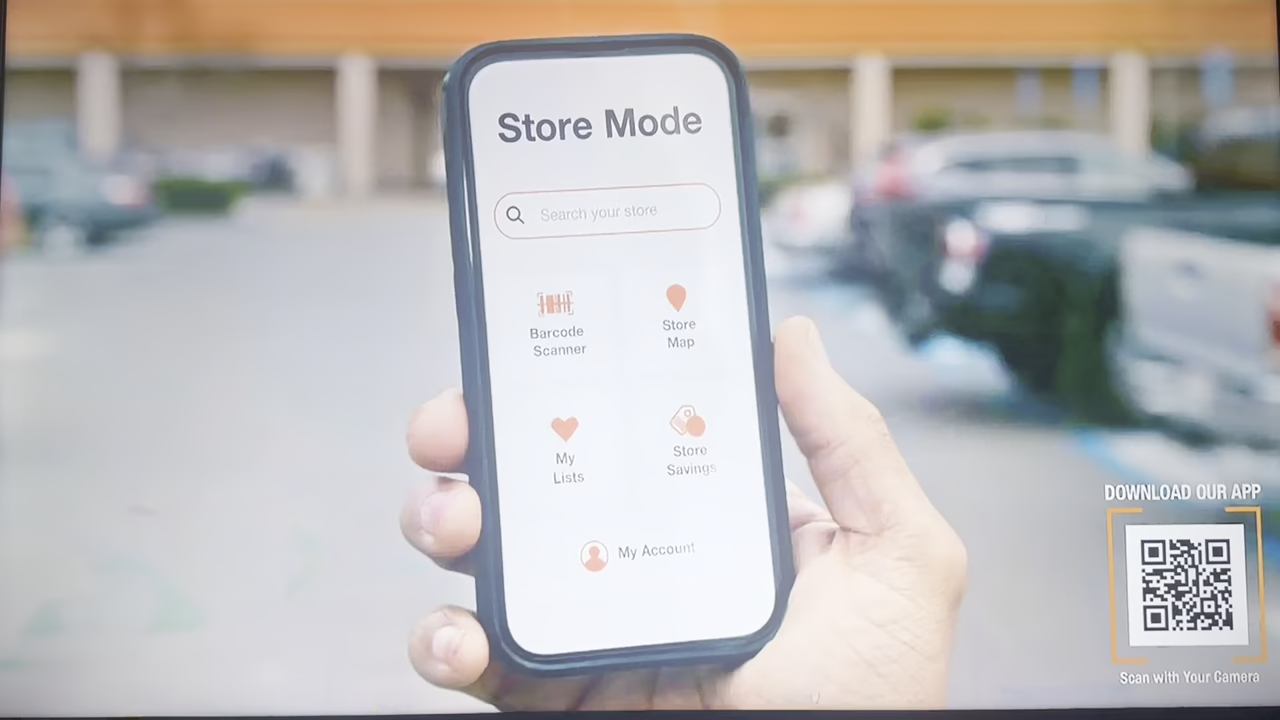 Store Mode
Search your store
Barcode
Scanner
Store
Map
My
Lists
Store
Savings
My Account
DOWNLOAD OUR APP
Scan with Your Camera